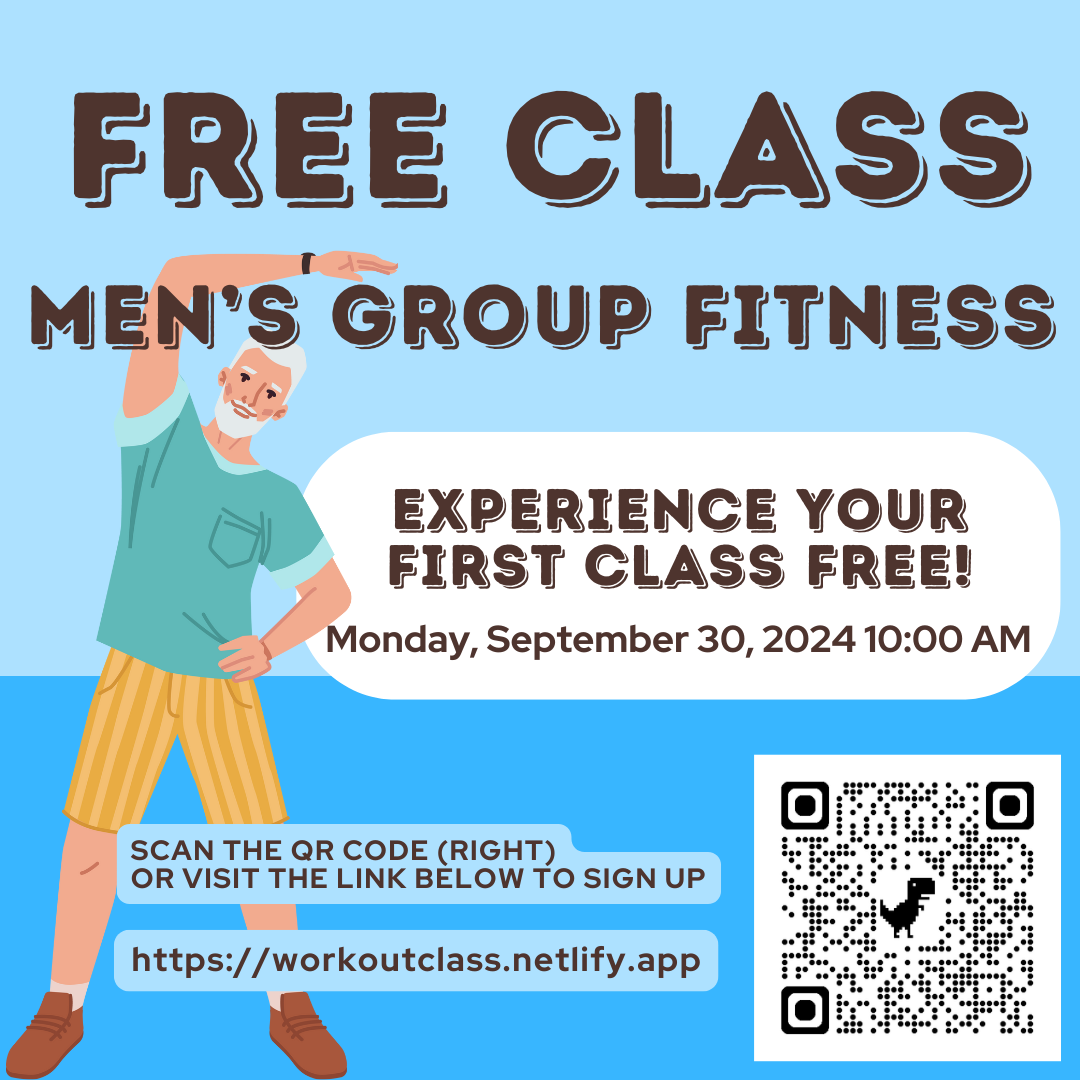 FREE CLASS
MEN'S GROUP FITNESS
EXPERIENCE YOUR
FIRST CLASS FREE!
Monday, September 30, 2024 10:00 AM
SCAN THE QR CODE (RIGHT)
OR VISIT THE LINK BELOW TO SIGN UP
https://workoutclass.netlify.app